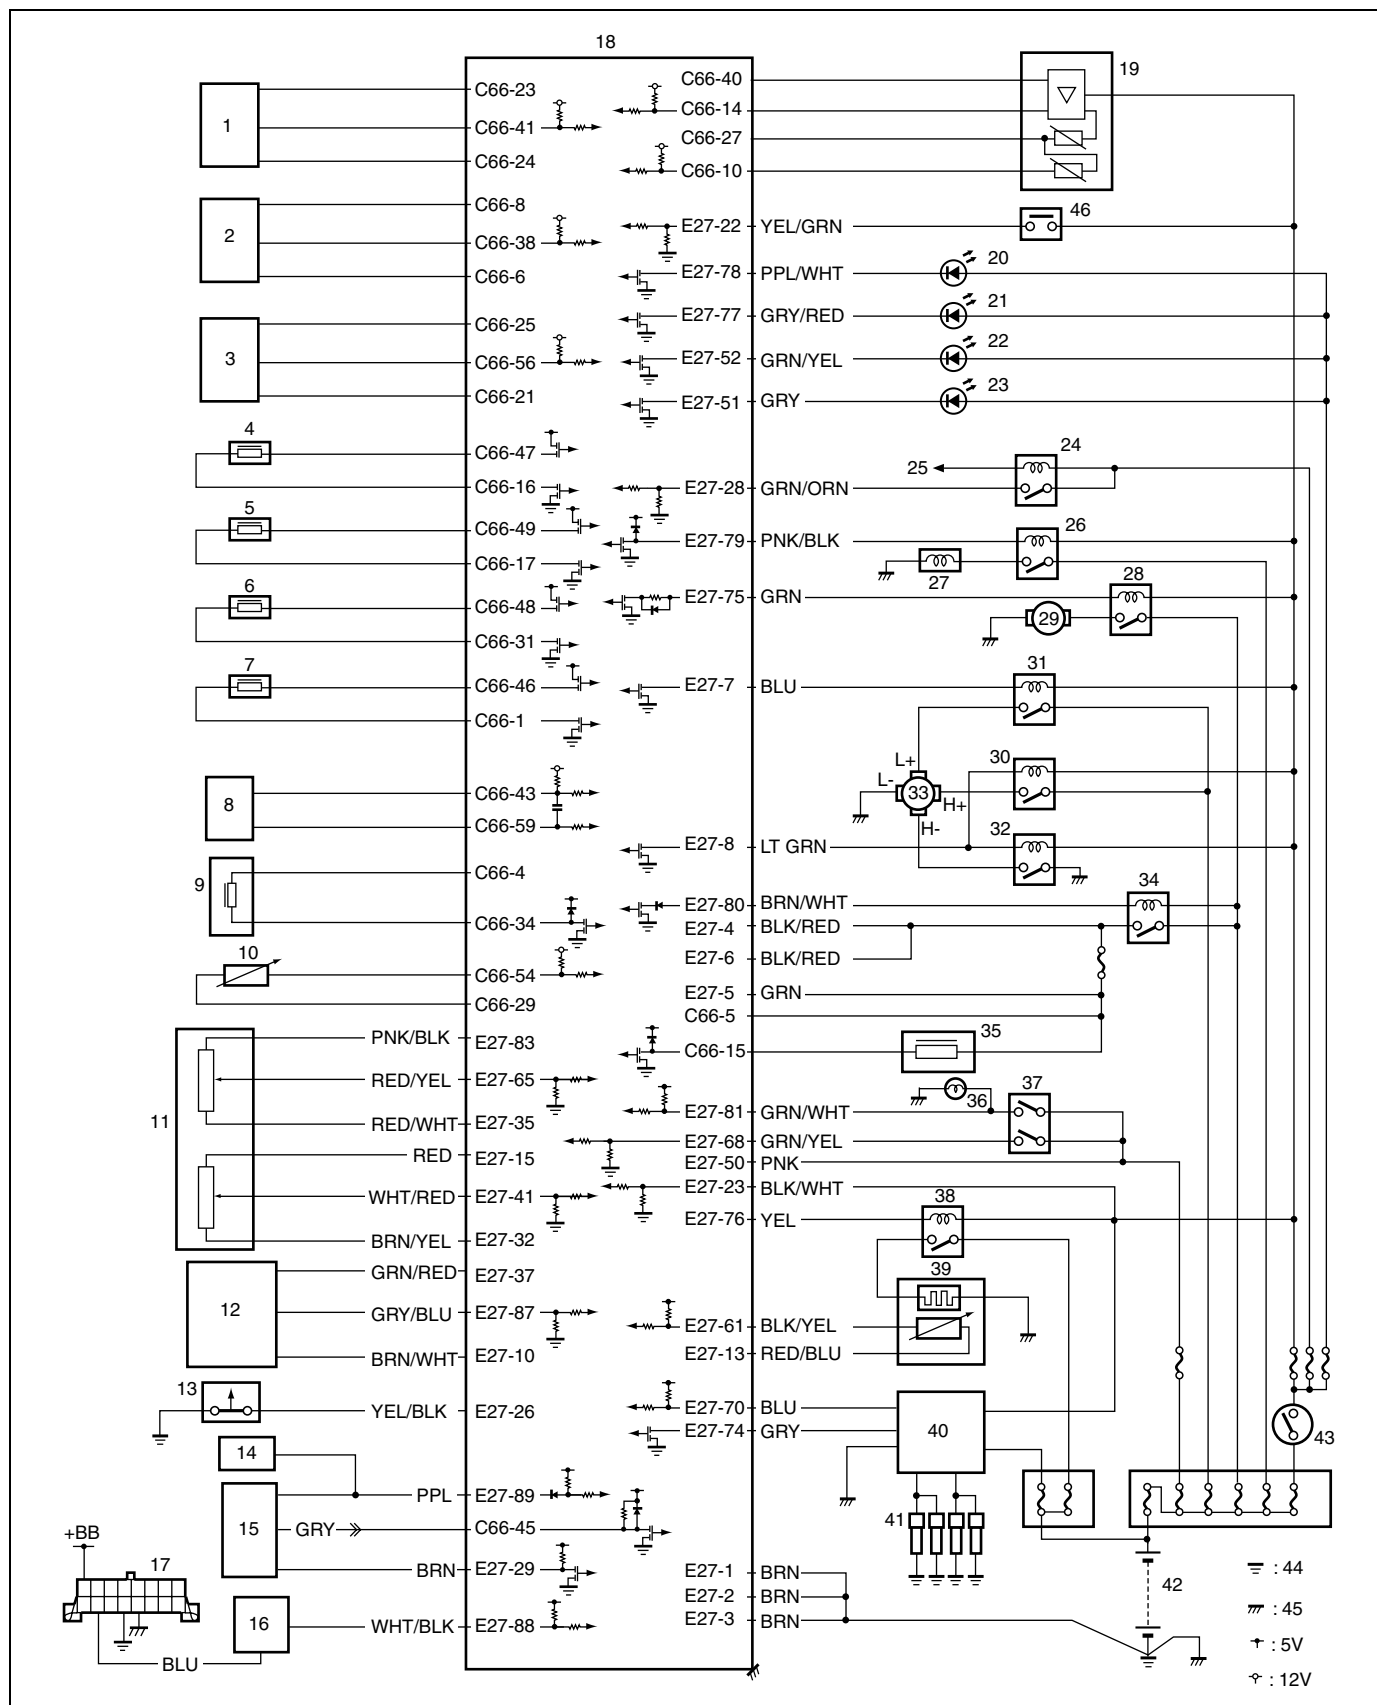 18
1
C66-23
C66-41
C66-24
2
C66-8
C66-38
C66-6
3
C66-25
C66-56
C66-21
4
C66-47
C66-16
5
C66-49
C66-17
6
C66-48
C66-31
7
C66-46
C66-1
8
C66-43
C66-59
9
C66-4
C66-34
10
C66-54
C66-29
11
PNK/BLK E27-83
RED/YEL E27-65
RED/WHT E27-35
RED E27-15
WHT/RED E27-41
BRN/YEL E27-32
12
GRN/RED E27-37
GRY/BLU E27-87
BRN/WHT E27-10
13
YEL/BLK E27-26
14
15
PPL E27-89
GRY C66-45
BRN E27-29
+BB
17
16
WHT/BLK E27-88
BLU
C66-40
C66-14
C66-27
C66-10
19
E27-22 YEL/GRN
46
E27-78 PPL/WHT
20
E27-77 GRY/RED
21
E27-52 GRN/YEL
22
E27-51 GRY
23
24
25
E27-28 GRN/ORN
26
E27-79 PNK/BLK
27
28
E27-75 GRN
29
31
E27-7 BLU
30
L+
L-
33
H+
H-
32
E27-8 LT GRN
34
E27-80 BRN/WHT
E27-4 BLK/RED
E27-6 BLK/RED
E27-5 GRN
C66-5
C66-15
35
36
37
E27-81 GRN/WHT
E27-68 GRN/YEL
E27-50 PNK
E27-23 BLK/WHT
38
E27-76 YEL
39
E27-61 BLK/YEL
E27-13 RED/BLU
E27-70 BLU
E27-74 GRY
40
43
41
E27-1 BRN
E27-2 BRN
E27-3 BRN
42
: 44
: 45
: 5V
: 12V